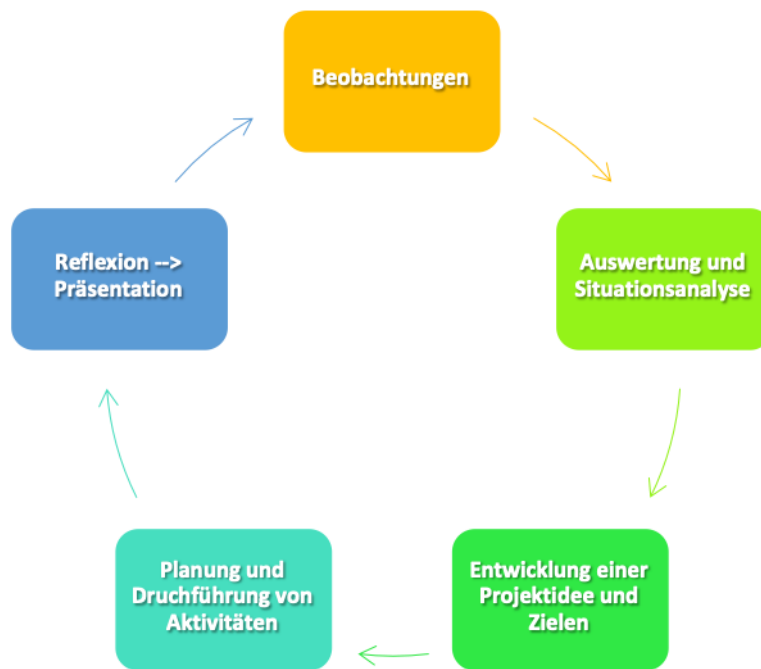 Beobachtungen
Auswertung und
Situationsanalyse
Entwicklung einer
Projektidee und
Zielen
Planung und
Druchführung von
Aktivitäten
Reflexion -->
Präsentation